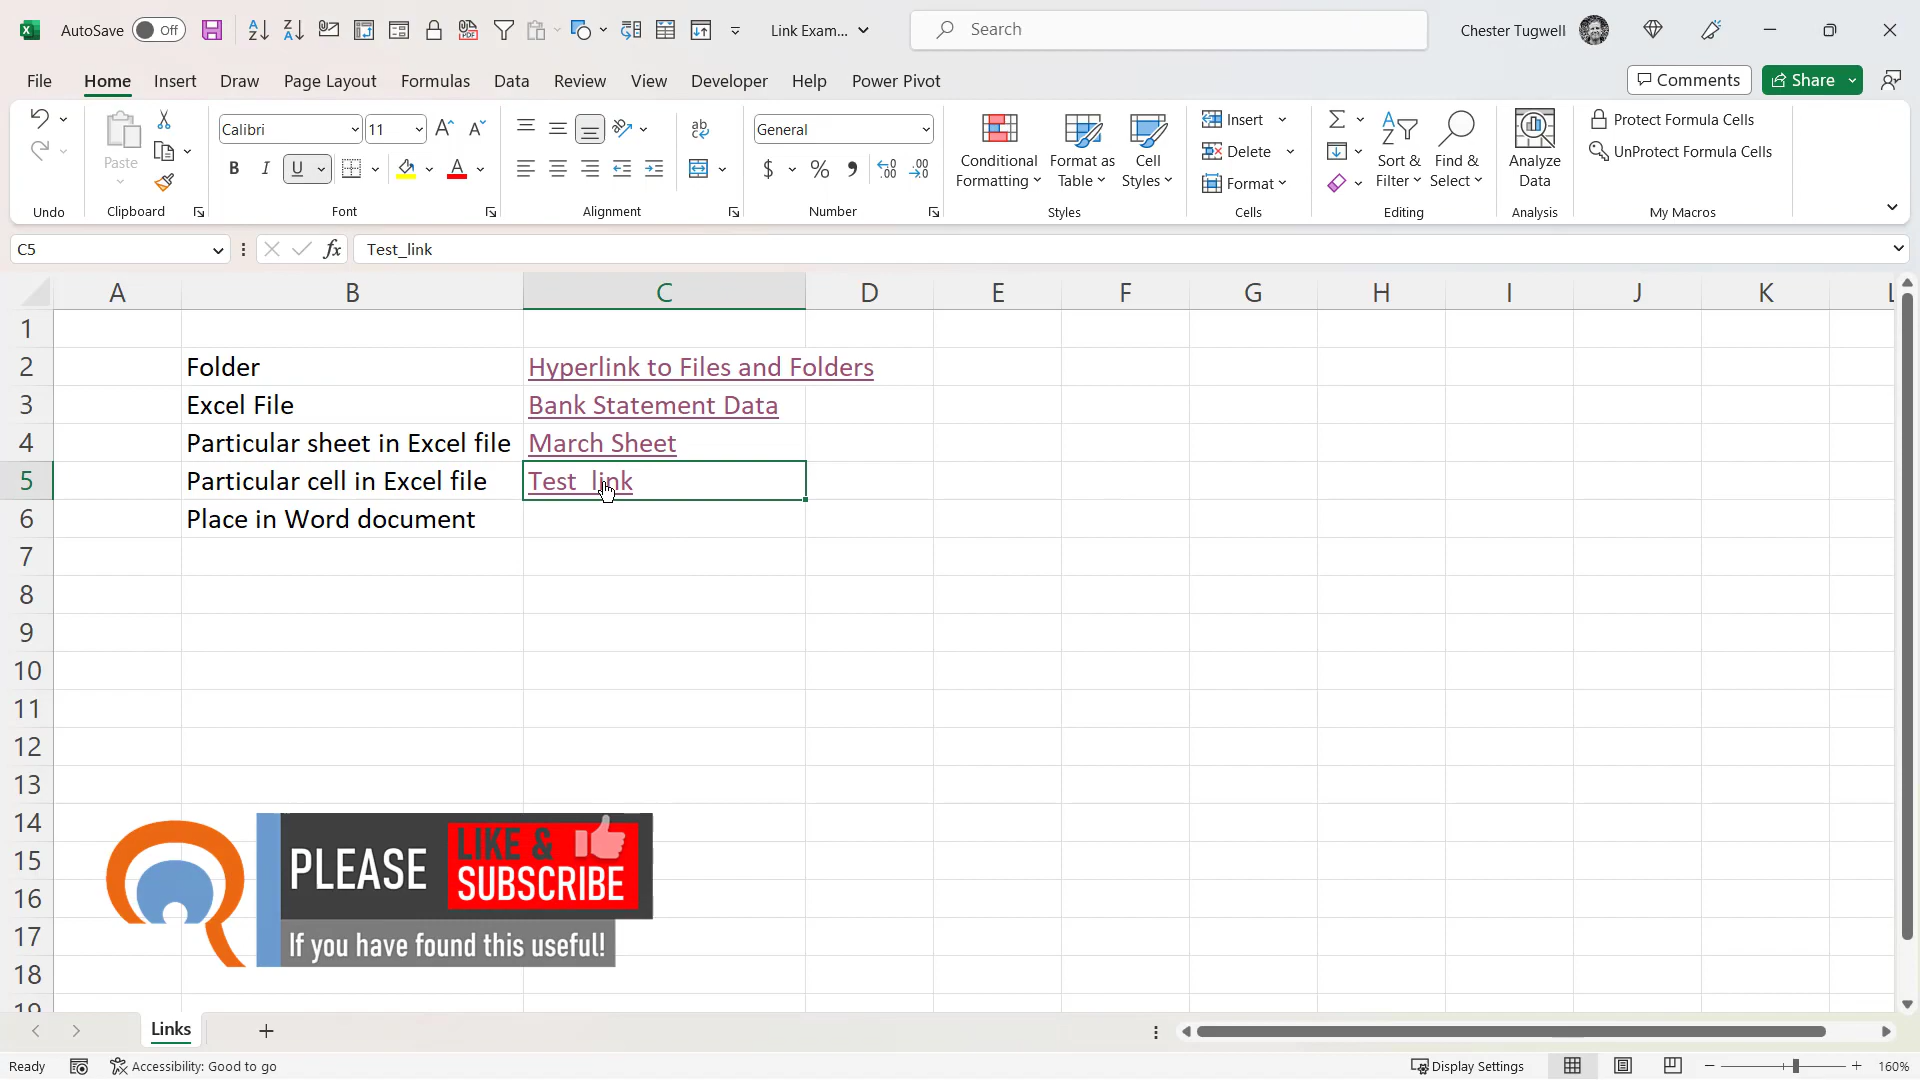 AutoSave Off Link Exam... Search Chester Tugwell
File Home Insert Draw Page Layout Formulas Data Review View Developer Help Power Pivot Comments Share
Calibri 11 General Insert Protect Formula Cells
Paste Conditional Formatting Format as Table Cell Styles Delete Sort & Filter Find & Select Analyze Data UnProtect Formula Cells
B I U $ % Format
Undo Clipboard Font Alignment Number Styles Cells Editing Analysis My Macros
C5 fx Test_link
A B C D E F G H I J K L
1
2 Folder Hyperlink to Files and Folders
3 Excel File Bank Statement Data
4 Particular sheet in Excel file March Sheet
5 Particular cell in Excel file Test_link
6 Place in Word document
7
8
9
10
11
12
13
14
15
16
17
18
19
PLEASE LIKE & SUBSCRIBE
If you have found this useful!
Links
Ready Accessibility: Good to go Display Settings 160%